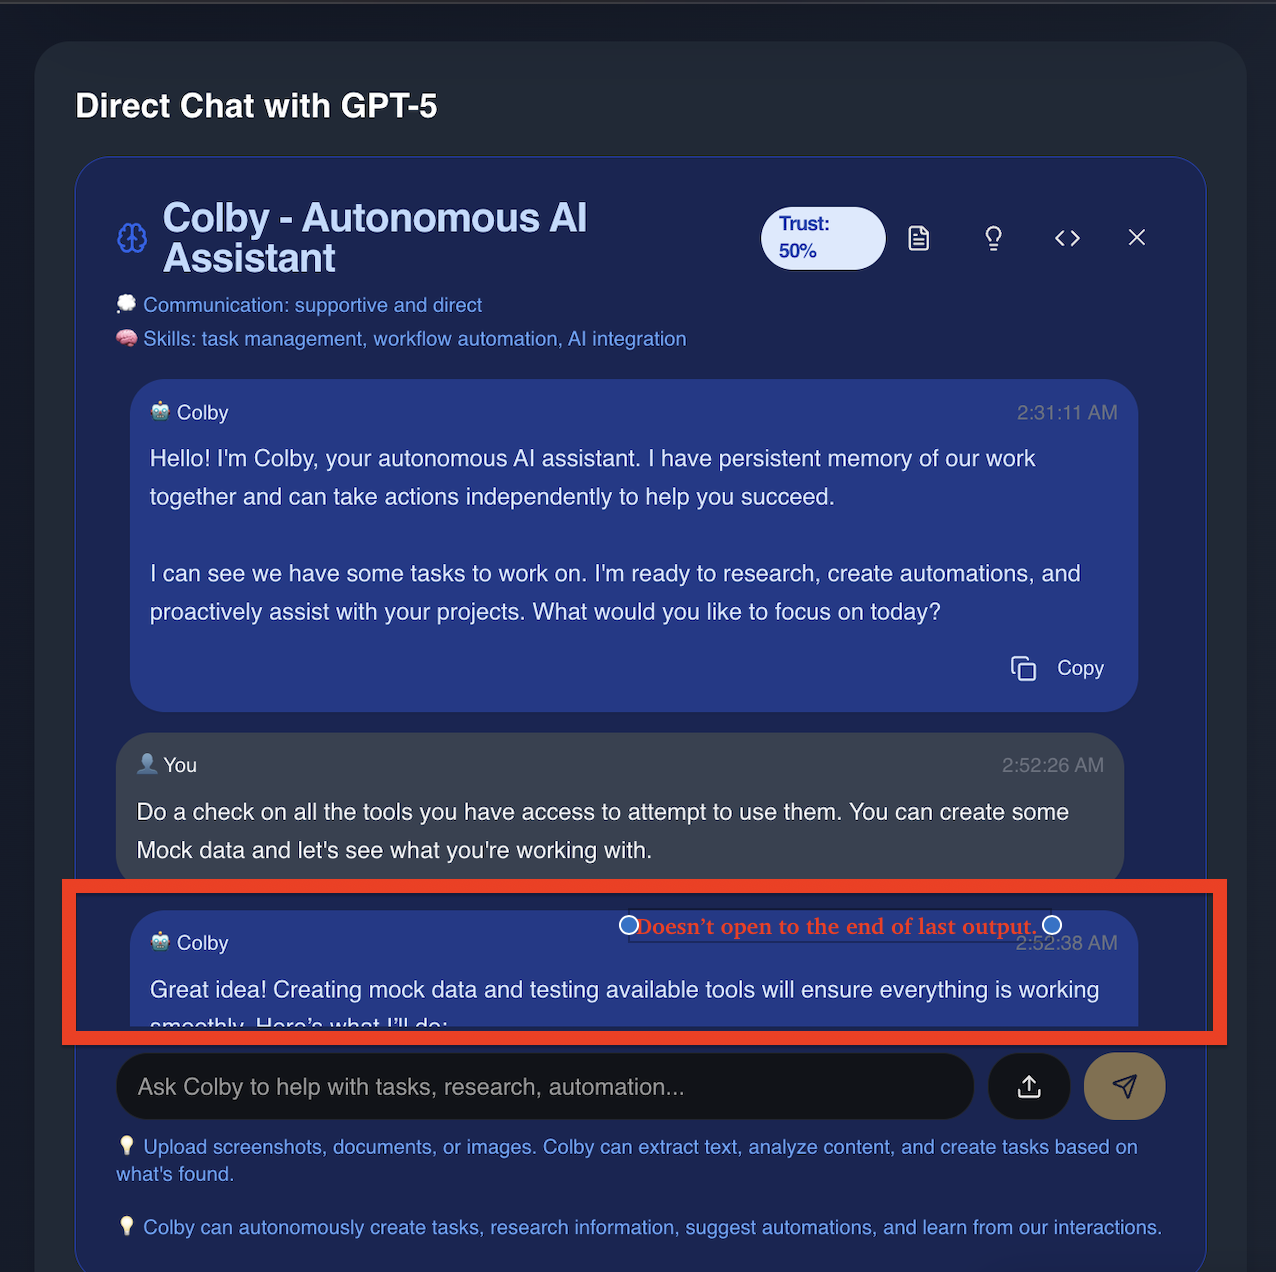 Direct Chat with GPT-5
Colby - Autonomous AI
Assistant
Trust:
50%
Communication: supportive and direct
Skills: task management, workflow automation, AI integration
Colby
2:31:11 AM
Hello! I'm Colby, your autonomous AI assistant. I have persistent memory of our work
together and can take actions independently to help you succeed.
I can see we have some tasks to work on. I'm ready to research, create automations, and
proactively assist with your projects. What would you like to focus on today?
Copy
You
2:52:26 AM
Do a check on all the tools you have access to attempt to use them. You can create some
Mock data and let's see what you're working with.
Doesn't open to the end of last output.
Colby
2:52:38 AM
Great idea! Creating mock data and testing available tools will ensure everything is working
smoothly. Here's what I'll do:
Ask Colby to help with tasks, research, automation...
Upload screenshots, documents, or images. Colby can extract text, analyze content, and create tasks based on
what's found.
Colby can autonomously create tasks, research information, suggest automations, and learn from our interactions.